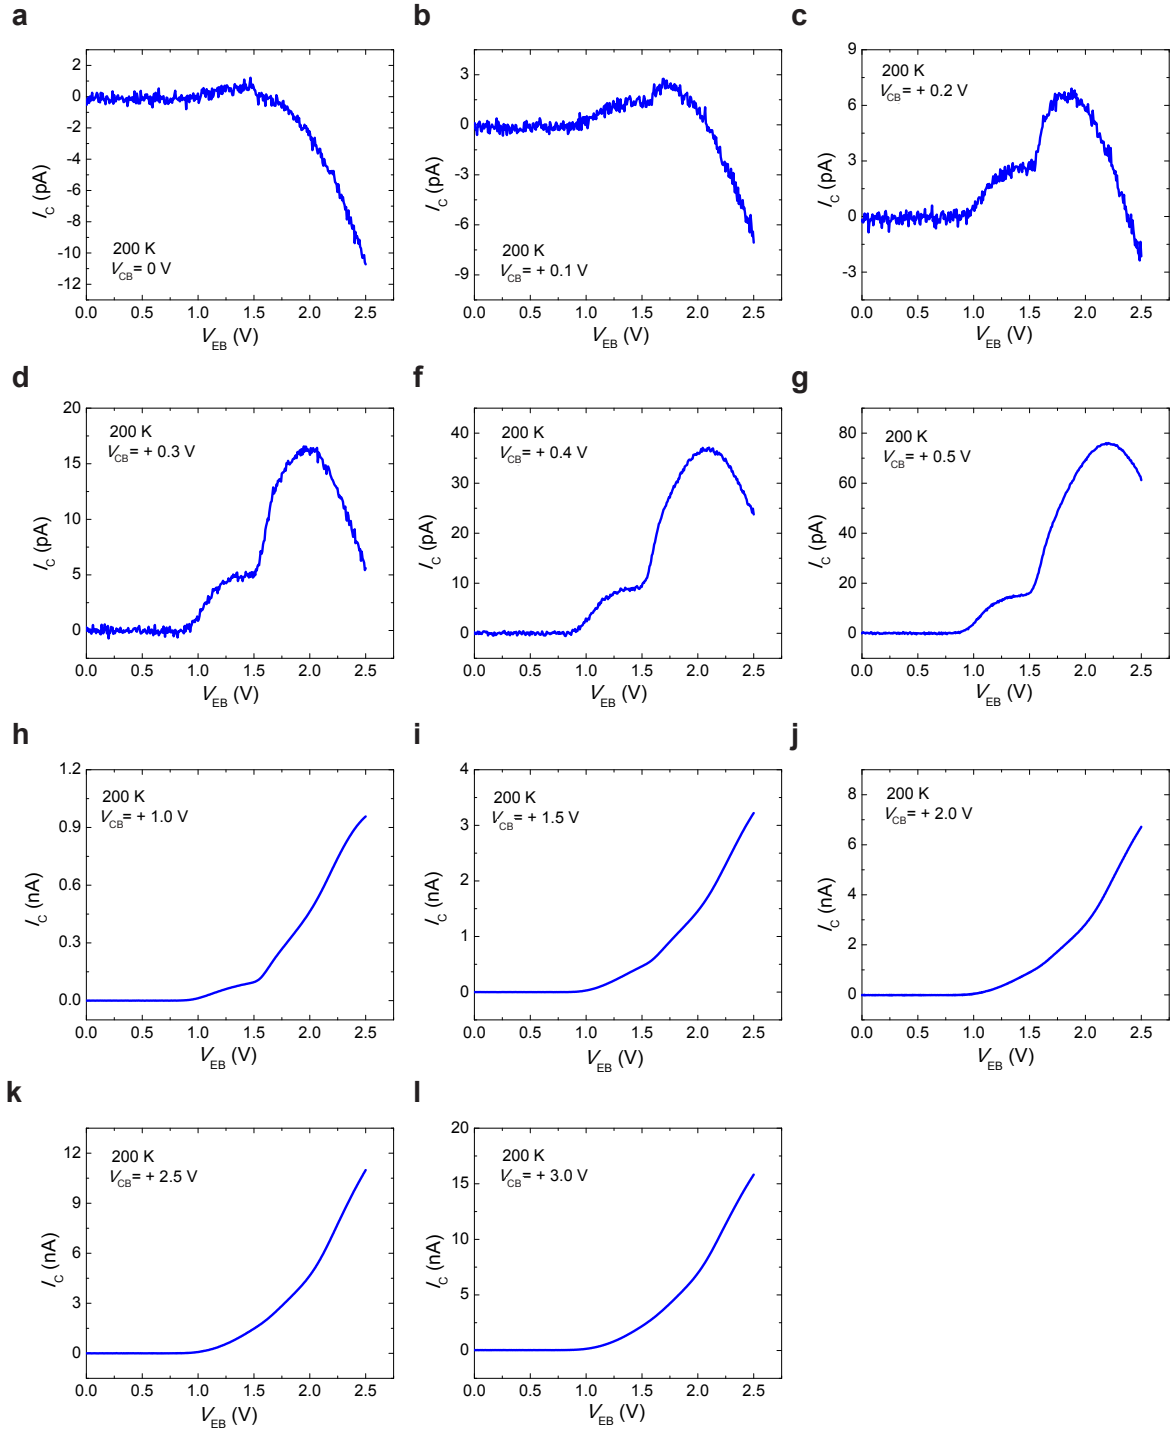 a
2
0
-2
-4
-6
-8
-10
-12
I_C (pA)
200 K
V_CB= 0 V
0.0 0.5 1.0 1.5 2.0 2.5
V_EB (V)
b
3
0
-3
-6
-9
I_C (pA)
200 K
V_CB= + 0.1 V
0.0 0.5 1.0 1.5 2.0 2.5
V_EB (V)
c
9
6
3
0
-3
I_C (pA)
200 K
V_CB= + 0.2 V
0.0 0.5 1.0 1.5 2.0 2.5
V_EB (V)
d
20
15
10
5
0
I_C (pA)
200 K
V_CB= + 0.3 V
0.0 0.5 1.0 1.5 2.0 2.5
V_EB (V)
f
40
30
20
10
0
I_C (pA)
200 K
V_CB= + 0.4 V
0.0 0.5 1.0 1.5 2.0 2.5
V_EB (V)
g
80
60
40
20
0
I_C (pA)
200 K
V_CB= + 0.5 V
0.0 0.5 1.0 1.5 2.0 2.5
V_EB (V)
h
1.2
0.9
0.6
0.3
0.0
I_C (nA)
200 K
V_CB= + 1.0 V
0.0 0.5 1.0 1.5 2.0 2.5
V_EB (V)
i
4
3
2
1
0
I_C (nA)
200 K
V_CB= + 1.5 V
0.0 0.5 1.0 1.5 2.0 2.5
V_EB (V)
j
8
6
4
2
0
I_C (nA)
200 K
V_CB= + 2.0 V
0.0 0.5 1.0 1.5 2.0 2.5
V_EB (V)
k
12
9
6
3
0
I_C (nA)
200 K
V_CB= + 2.5 V
0.0 0.5 1.0 1.5 2.0 2.5
V_EB (V)
l
20
15
10
5
0
I_C (nA)
200 K
V_CB= + 3.0 V
0.0 0.5 1.0 1.5 2.0 2.5
V_EB (V)